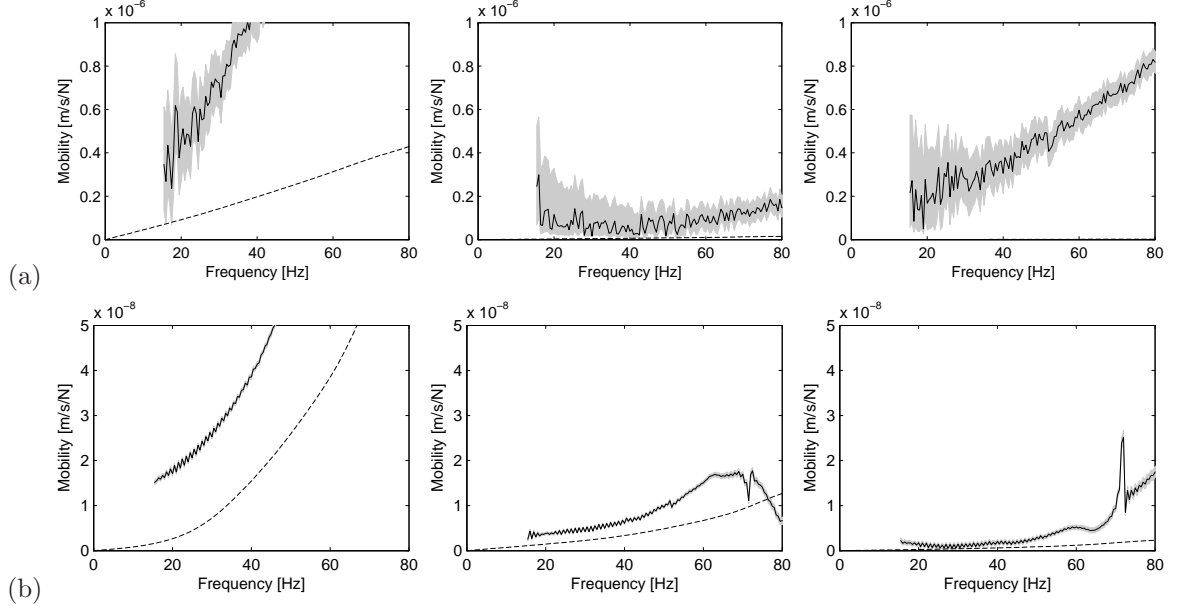 x 10⁻⁶ x 10⁻⁶ x 10⁻⁶
1 1 1
0.8 0.8 0.8
0.6 0.6 0.6
0.4 0.4 0.4
0.2 0.2 0.2
0 0 0
Mobility [m/s/N] Mobility [m/s/N] Mobility [m/s/N]
0 20 40 60 80 0 20 40 60 80 0 20 40 60 80
(a) Frequency [Hz] Frequency [Hz] Frequency [Hz]
x 10⁻⁸ x 10⁻⁸ x 10⁻⁸
5 5 5
4 4 4
3 3 3
2 2 2
1 1 1
0 0 0
Mobility [m/s/N] Mobility [m/s/N] Mobility [m/s/N]
0 20 40 60 80 0 20 40 60 80 0 20 40 60 80
(b) Frequency [Hz] Frequency [Hz] Frequency [Hz]